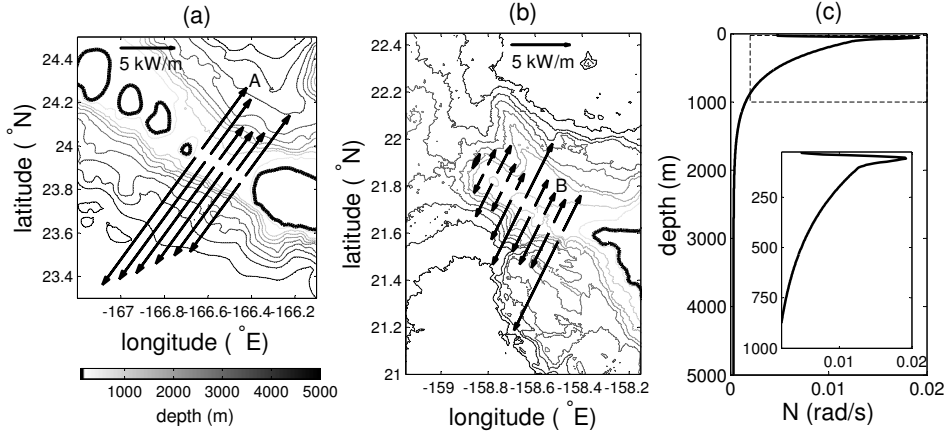 (a)
24.4
24.2
24
23.8
23.6
23.4
5 kW/m
A
latitude ( °N)
-167 -166.8 -166.6 -166.4 -166.2
longitude ( °E)
1000 2000 3000 4000 5000
depth (m)
(b)
22.4
22.2
22
21.8
21.6
21.4
21.2
21
5 kW/m
B
latitude ( °N)
-159 -158.8 -158.6 -158.4 -158.2
longitude ( °E)
(c)
0
1000
2000
3000
4000
5000
depth (m)
250
500
750
1000
0.01 0.02
0 0.01 0.02
N (rad/s)